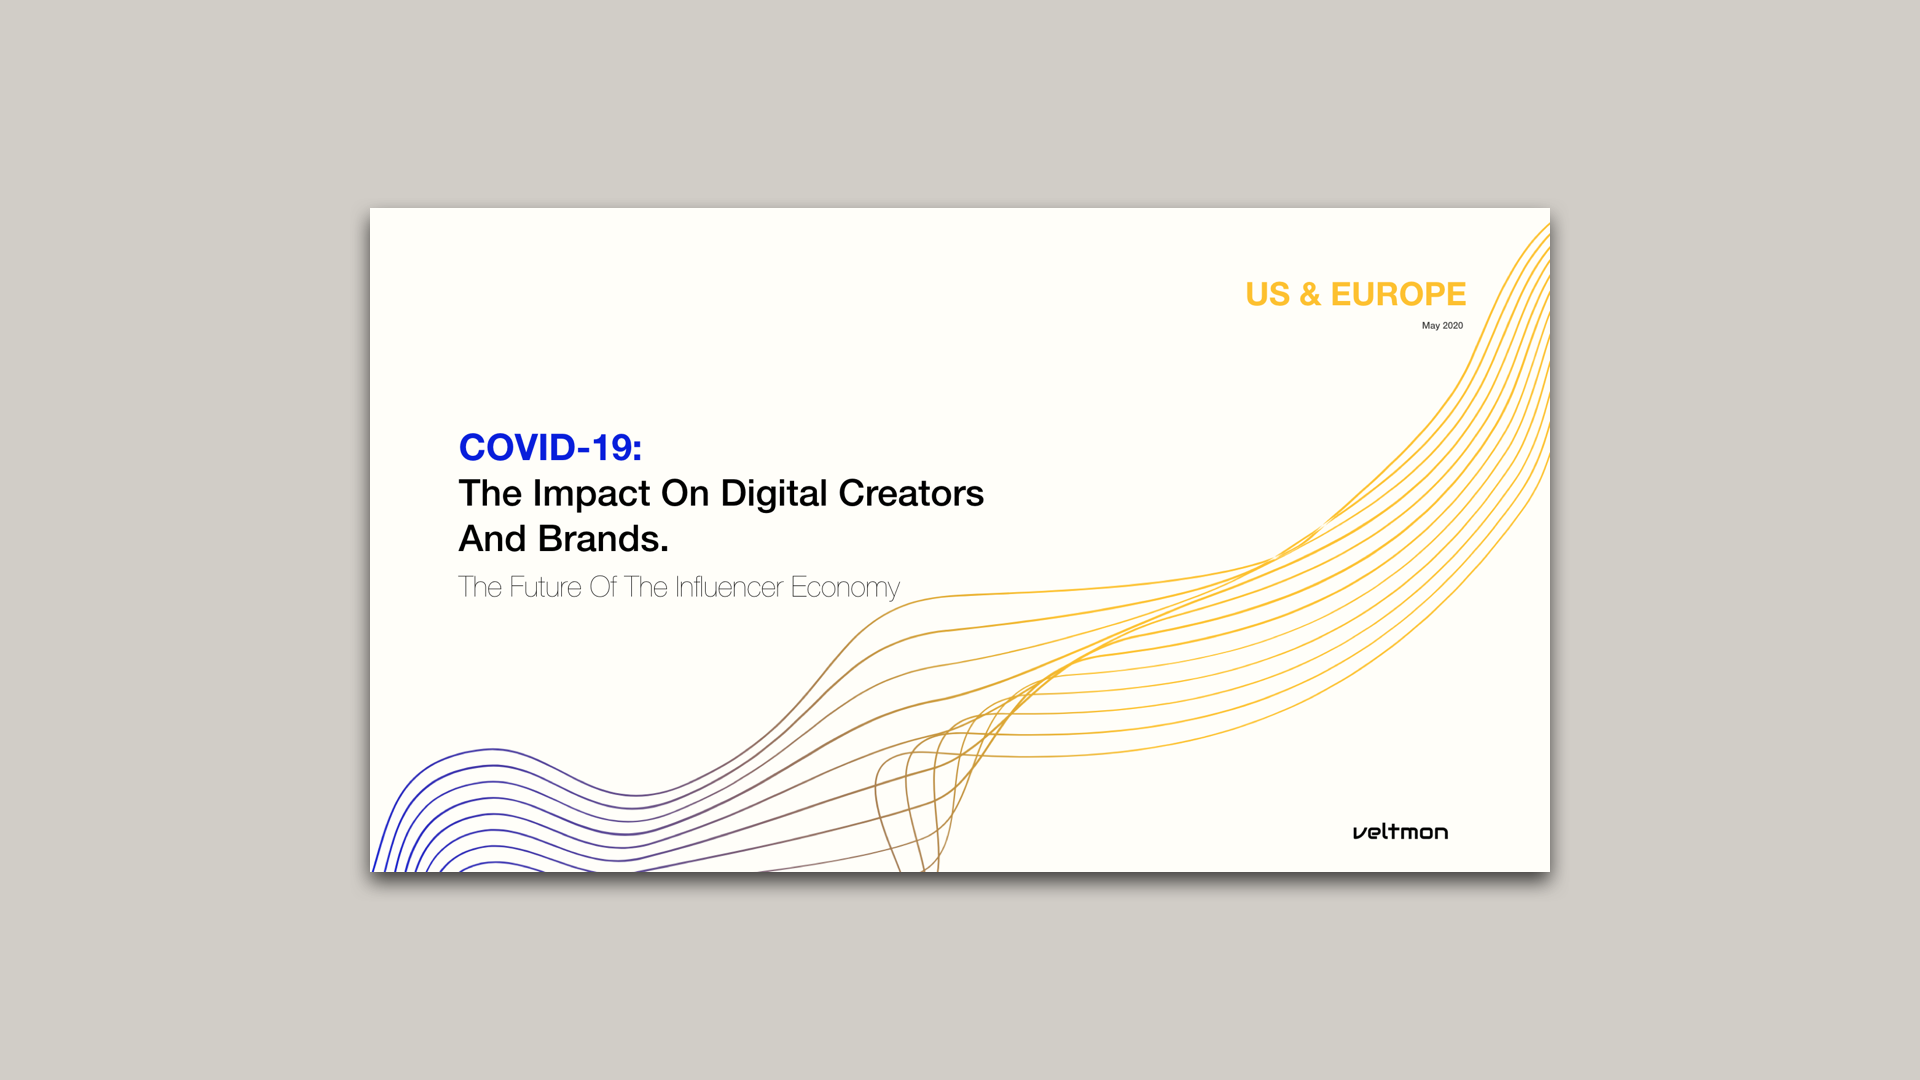 US & EUROPE
May 2020
COVID-19:
The Impact On Digital Creators
And Brands.
The Future Of The Influencer Economy
veltmon